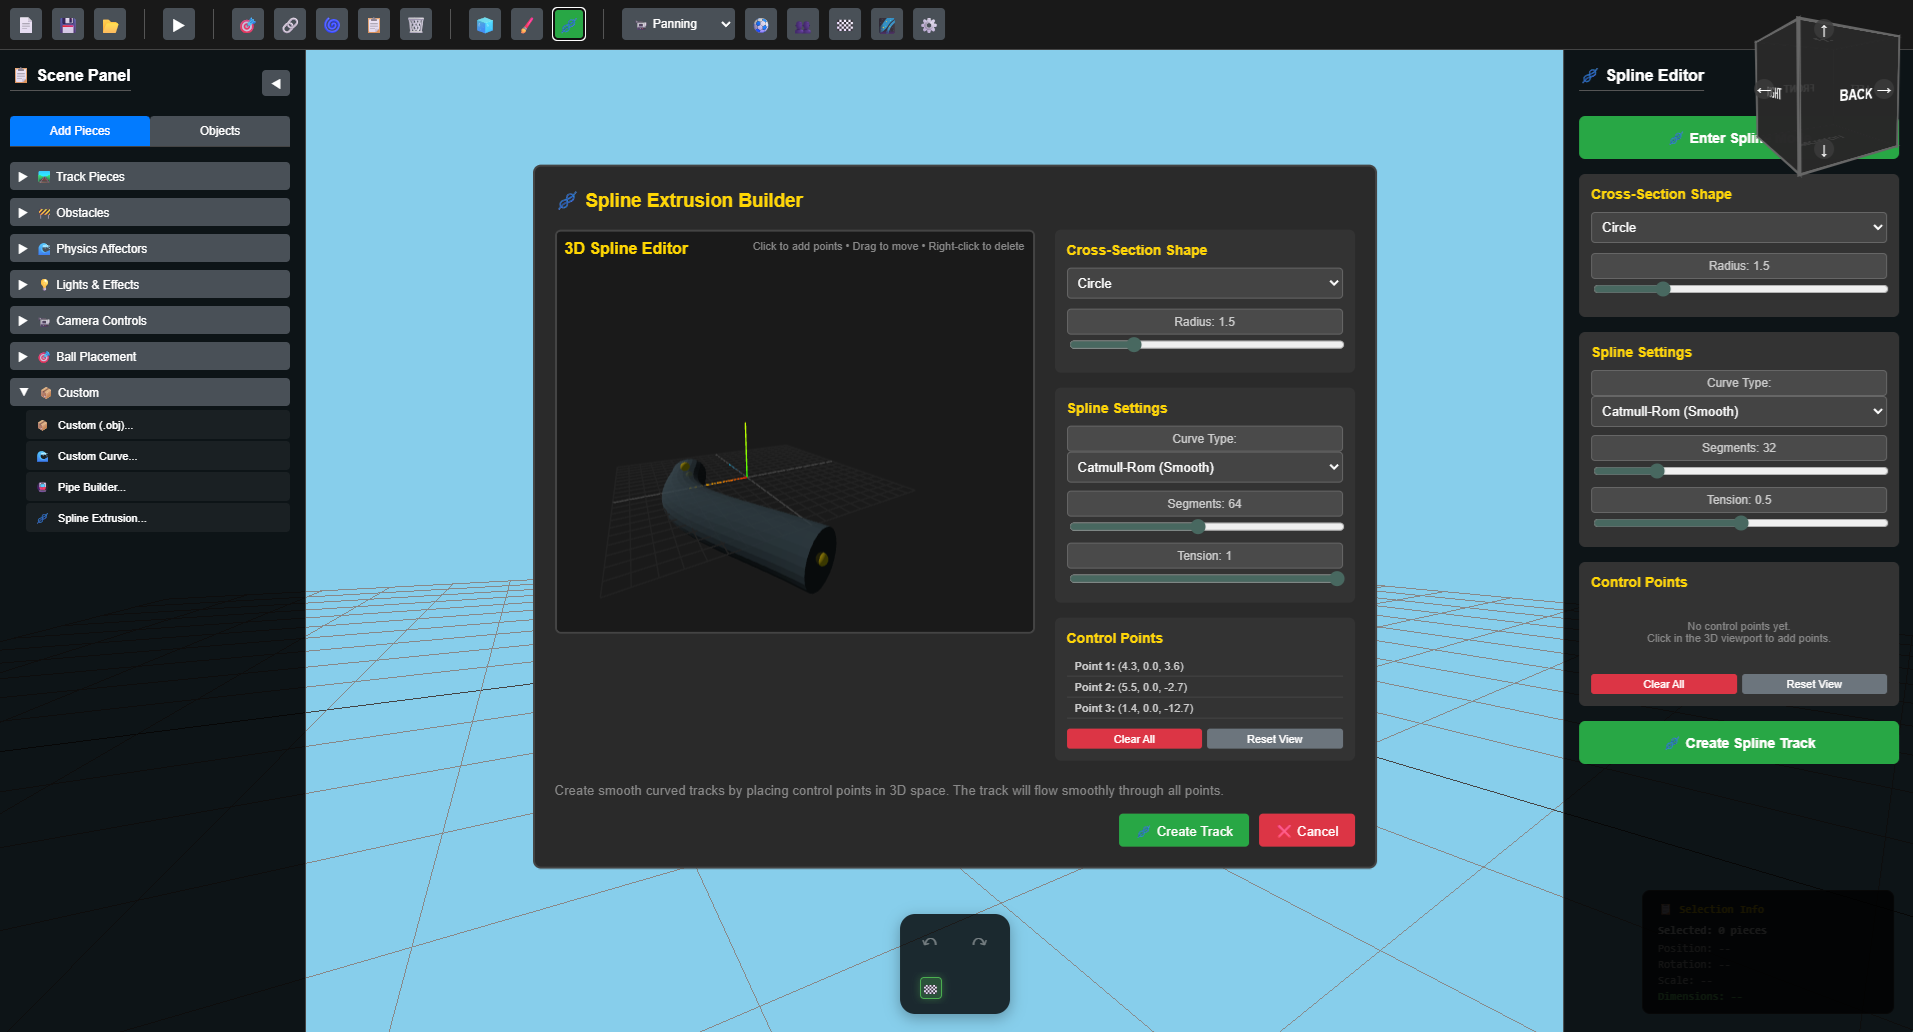 Panning
Scene Panel
Add Pieces
Objects
Track Pieces
Obstacles
Physics Affectors
Lights & Effects
Camera Controls
Ball Placement
Custom
Custom (.obj)...
Custom Curve...
Pipe Builder...
Spline Extrusion...
Spline Extrusion Builder
3D Spline Editor
Click to add points • Drag to move • Right-click to delete
Cross-Section Shape
Circle
Radius: 1.5
Spline Settings
Curve Type:
Catmull-Rom (Smooth)
Segments: 64
Tension: 1
Control Points
Point 1: (4.3, 0.0, 3.6)
Point 2: (5.5, 0.0, -2.7)
Point 3: (1.4, 0.0, -12.7)
Clear All
Reset View
Create smooth curved tracks by placing control points in 3D space. The track will flow smoothly through all points.
Create Track
Cancel
Spline Editor
BACK
Enter
Cross-Section Shape
Circle
Radius: 1.5
Spline Settings
Curve Type:
Catmull-Rom (Smooth)
Segments: 32
Tension: 0.5
Control Points
No control points yet.
Click in the 3D viewport to add points.
Clear All
Reset View
Create Spline Track
Selection Info
Selected: 0 pieces
Position: --
Rotation: --
Scale: --
Dimensions: --